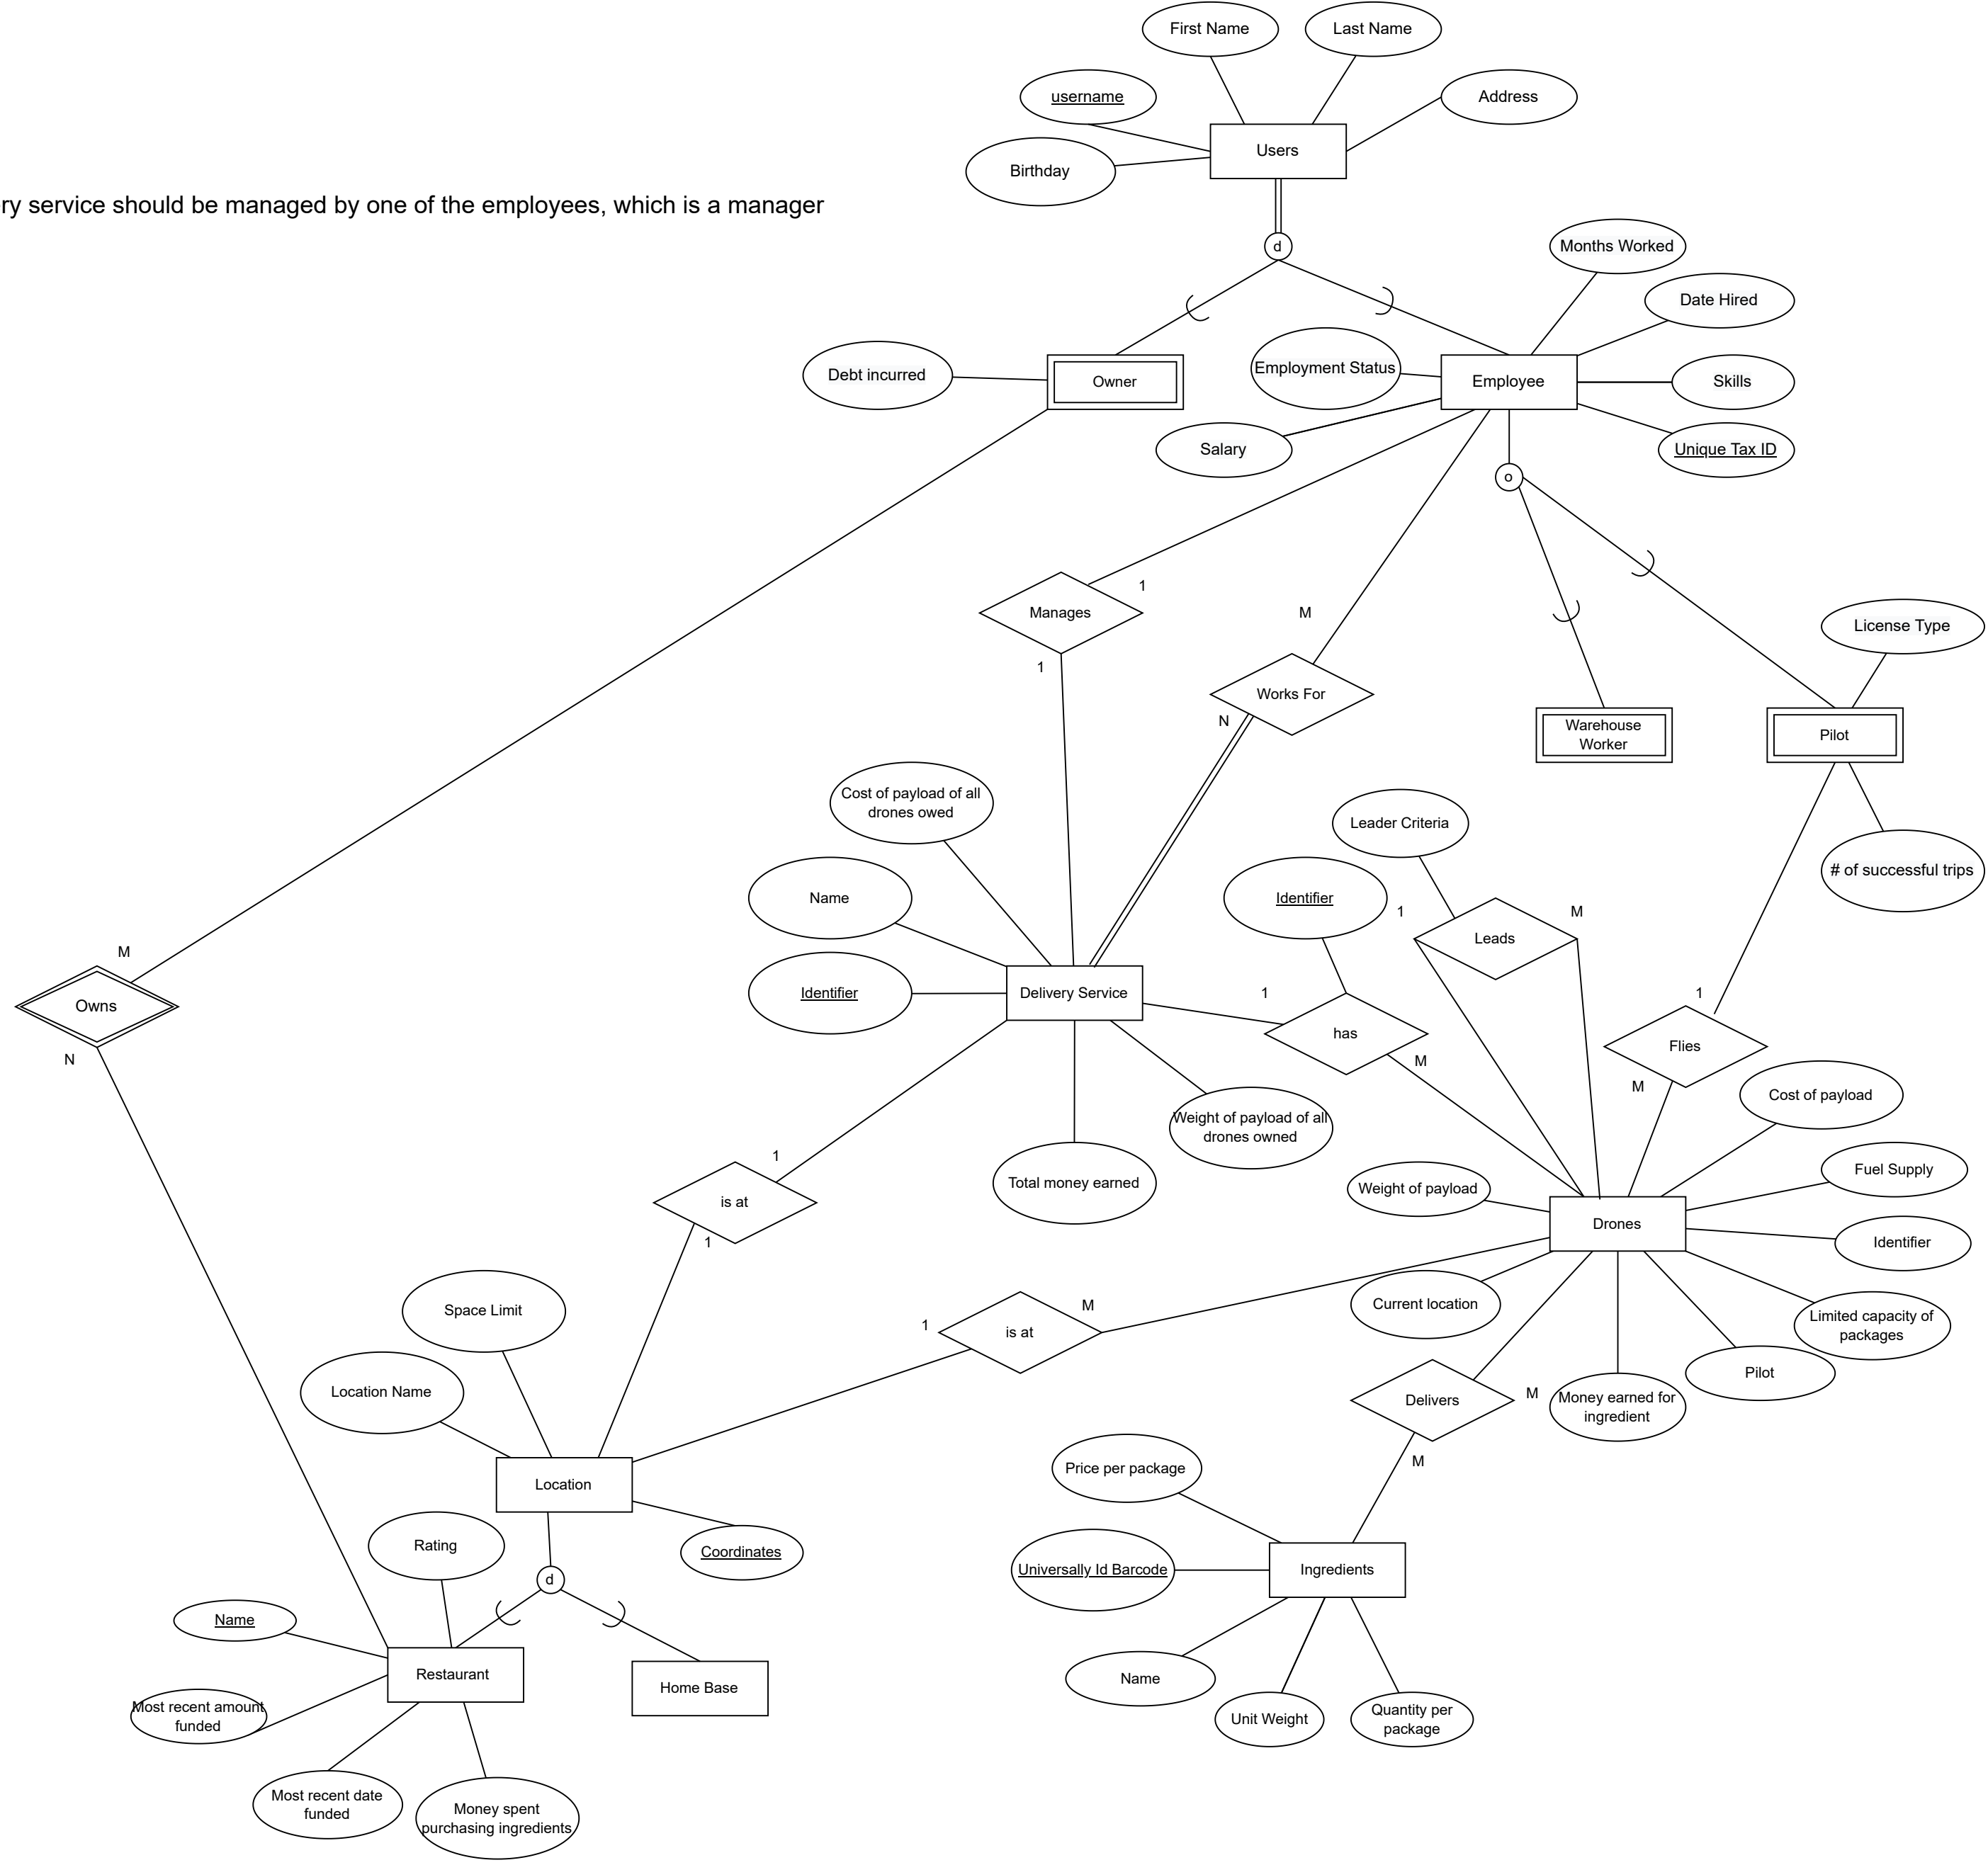 First Name
Last Name
username
Address
Users
Birthday
ry service should be managed by one of the employees, which is a manager
d
Months Worked
Date Hired
Debt incurred
Owner
Employment Status
Employee
Skills
Salary
Unique Tax ID
o
Manages
1
M
1
License Type
Works For
N
Warehouse
Worker
Pilot
Cost of payload of all
drones owed
Leader Criteria
# of successful trips
Name
Identifier
1
M
Leads
M
Owns
Identifier
Delivery Service
1
1
has
Flies
N
M
M
Cost of payload
Weight of payload of all
drones owned
1
Total money earned
Weight of payload
Fuel Supply
is at
Drones
1
Identifier
Space Limit
Current location
M
1
is at
Limited capacity of
packages
Location Name
Delivers
M
Pilot
Money earned for
ingredient
Price per package
M
Location
Rating
Coordinates
Universally Id Barcode
Ingredients
d
Name
Restaurant
Home Base
Name
Most recent amount
funded
Unit Weight
Quantity per
package
Most recent date
funded
Money spent
purchasing ingredients